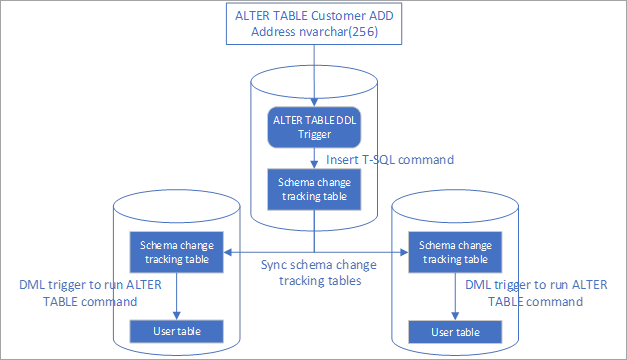 ALTER TABLE Customer ADD
Address nvarchar(256)
ALTER TABLE DDL
Trigger
Insert T-SQL command
Schema change
tracking table
Schema change
tracking table
Sync schema change
tracking tables
Schema change
tracking table
DML trigger to run ALTER
TABLE command
DML trigger to run ALTER
TABLE command
User table
User table